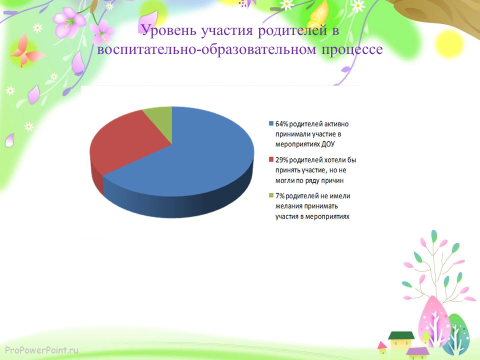 Уровень участия родителей в
воспитательно-образовательном процессе
64% родителей активно
принимали участие в
мероприятиях ДОУ
29% родителей хотели бы
принять участие, но не
могли по ряду причин
7% родителей не имели
желания принимать
участия в мероприятиях
ProPowerPoint.ru